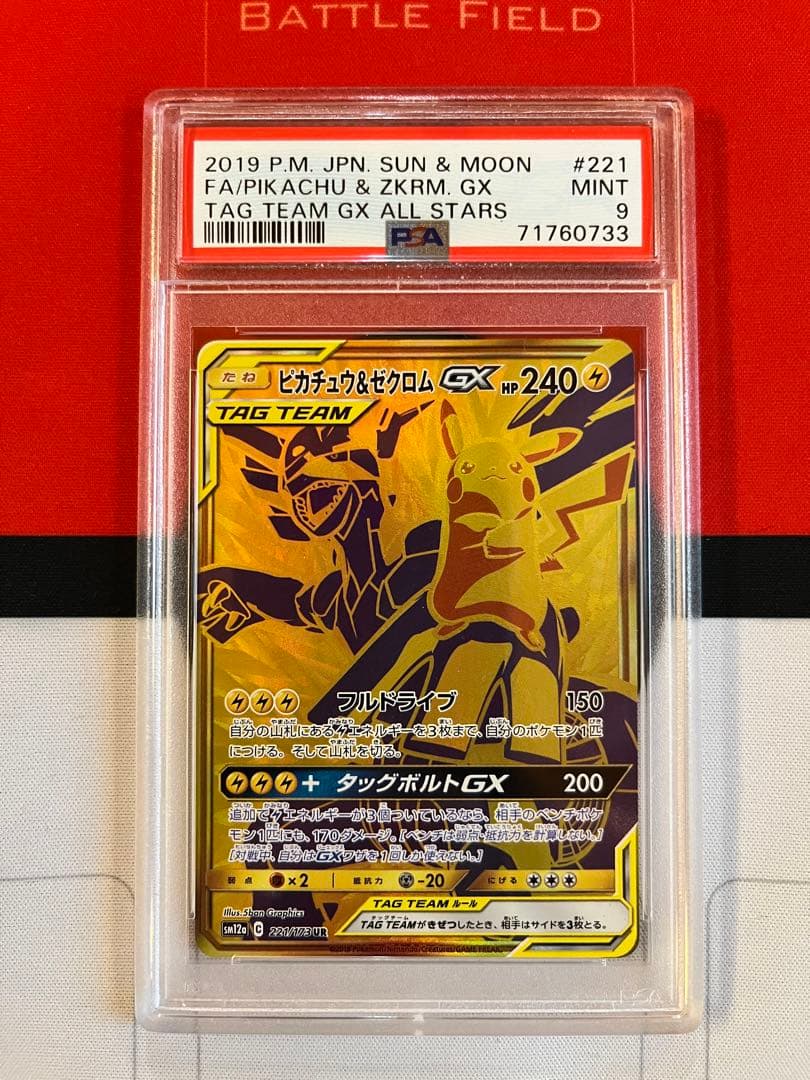 BATTLE FIELD
2019 P.M. JPN. SUN & MOON #221
FA/PIKACHU & ZKRM. GX MINT
TAG TEAM GX ALL STARS 9
PSA 71760733
たね ピカチュウ&ゼクロム GX HP 240
TAG TEAM
フルドライブ 150
自分の山札にあるエネルギーを3枚まで、自分のポケモン1匹
につける。そして山札を切る。
+ タッグボルトGX 200
追加でエネルギーが3個ついているなら、相手のベンチポケ
モン1匹にも、170ダメージ。[ベンチは弱点・抵抗力を計算しない。]
[対戦中、自分はGXワザを1回しか使えない。]
弱点 ×2 抵抗力 -20 にげる
TAG TEAM ルール
TAG TEAMがきぜつしたとき、相手はサイドを3枚とる。
Illus. 5ban Graphics
sm12a C 221/173 UR
©2019 Pokémon/Nintendo/Creatures/GAME FREAK.
PSA